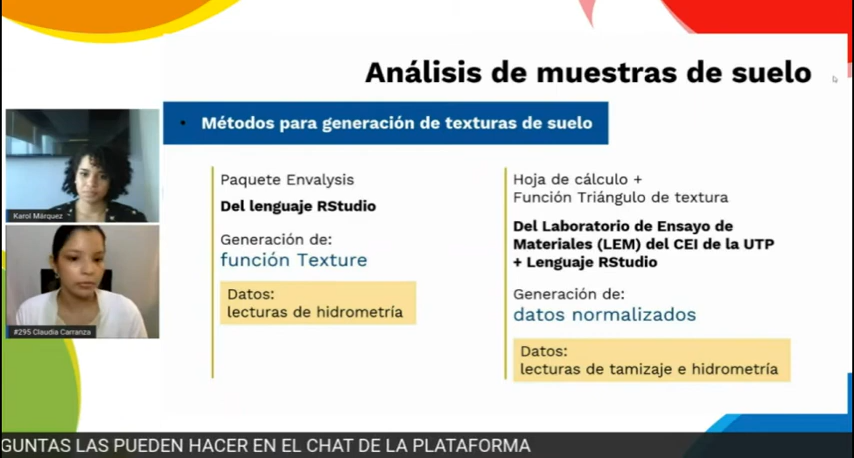 Análisis de muestras de suelo
• Métodos para generación de texturas de suelo
Karol Márquez
#295 Claudia Carranza
Paquete Envalysis
Del lenguaje RStudio
Generación de:
función Texture
Datos:
lecturas de hidrometría
Hoja de cálculo +
Función Triángulo de textura
Del Laboratorio de Ensayo de
Materiales (LEM) del CEI de la UTP
+ Lenguaje RStudio
Generación de:
datos normalizados
Datos:
lecturas de tamizaje e hidrometría
GUNTAS LAS PUEDEN HACER EN EL CHAT DE LA PLATAFORMA